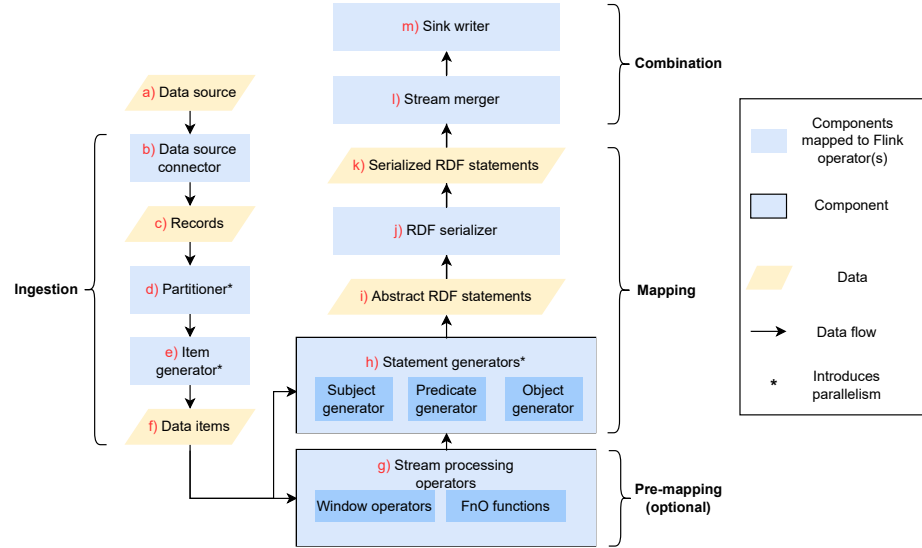 a) Data source
b) Data source
connector
c) Records
d) Partitioner*
e) Item
generator*
f) Data items
Ingestion
m) Sink writer
l) Stream merger
k) Serialized RDF statements
j) RDF serializer
i) Abstract RDF statements
h) Statement generators*
Subject
generator
Predicate
generator
Object
generator
g) Stream processing
operators
Window operators
FnO functions
Combination
Mapping
Pre-mapping
(optional)
Components
mapped to Flink
operator(s)
Component
Data
Data flow
* Introduces
parallelism